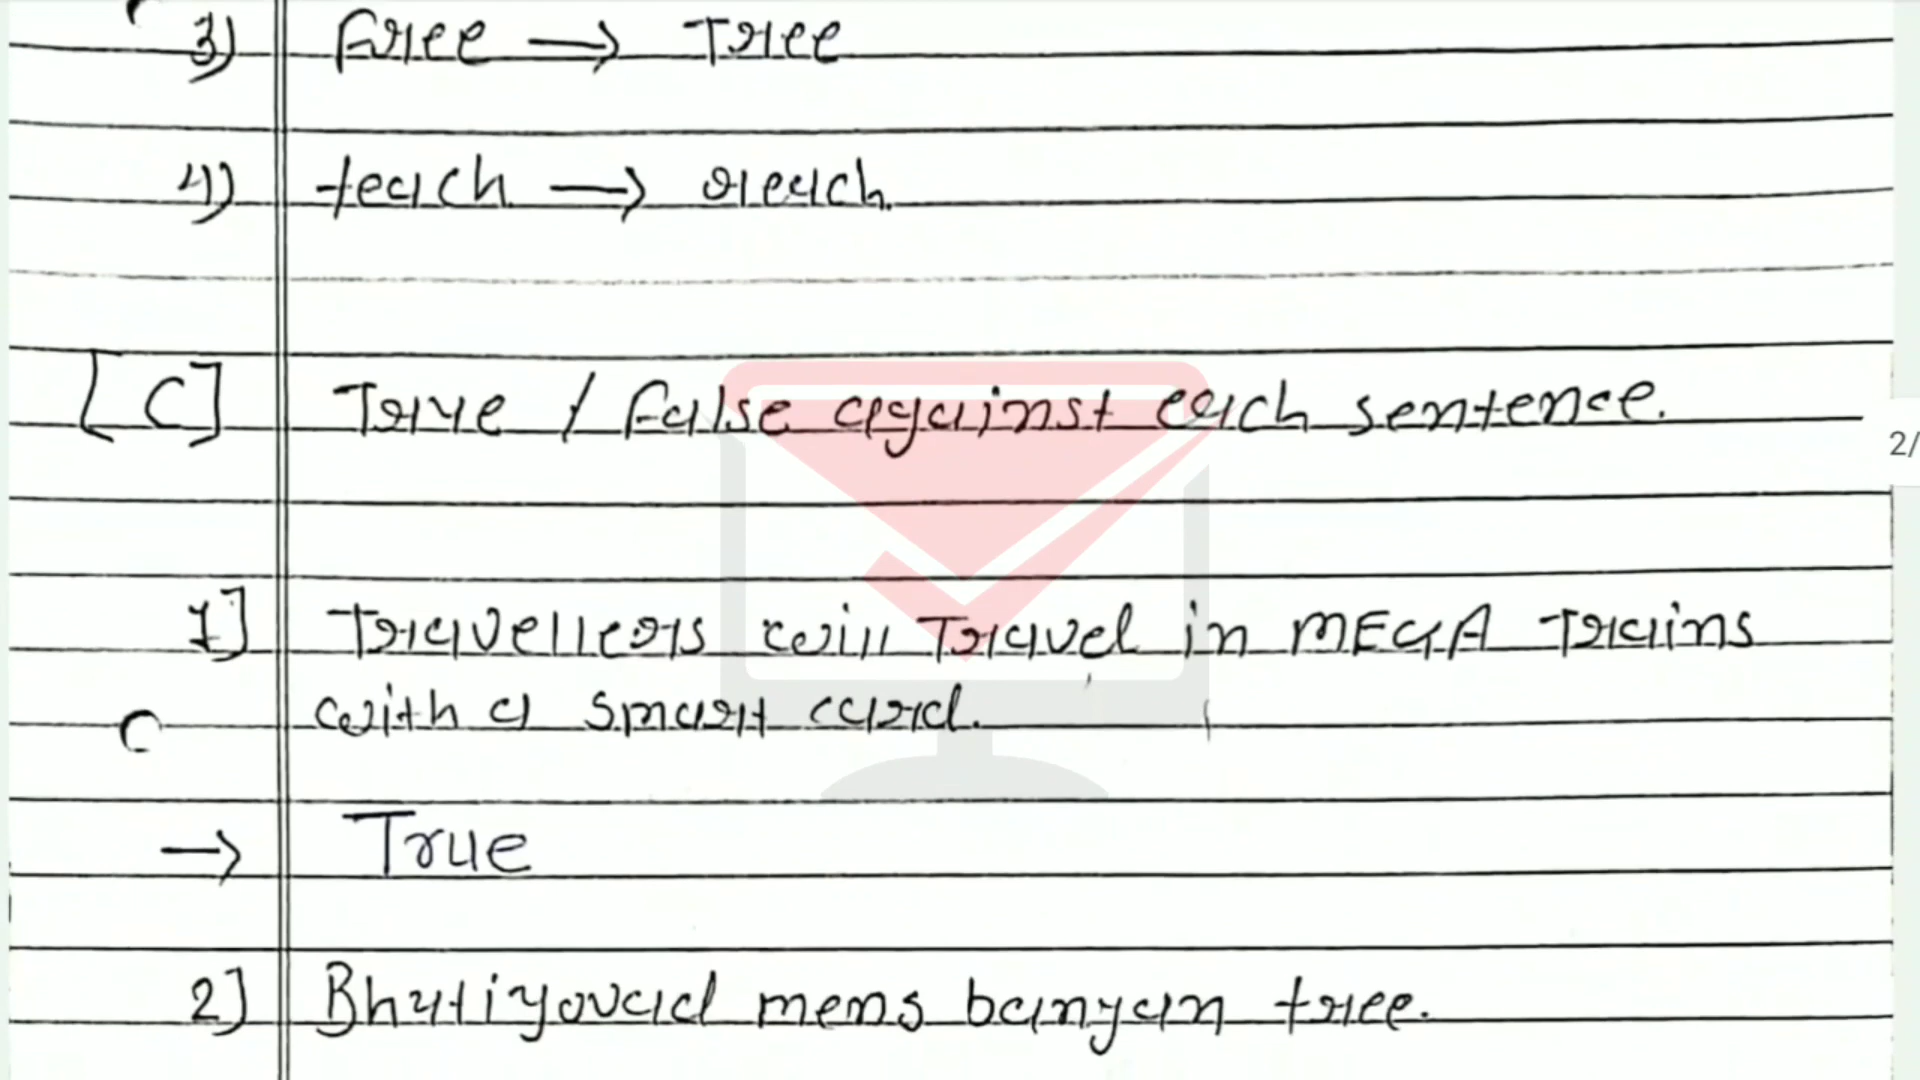 3) free → Tree
4) teach → reach.
[C] True / false against each sentence.
2/
1] Travellers will Travel in MEGA Trains
with a smart card.
→ True
2] Bhutiyovad mens banyan tree.